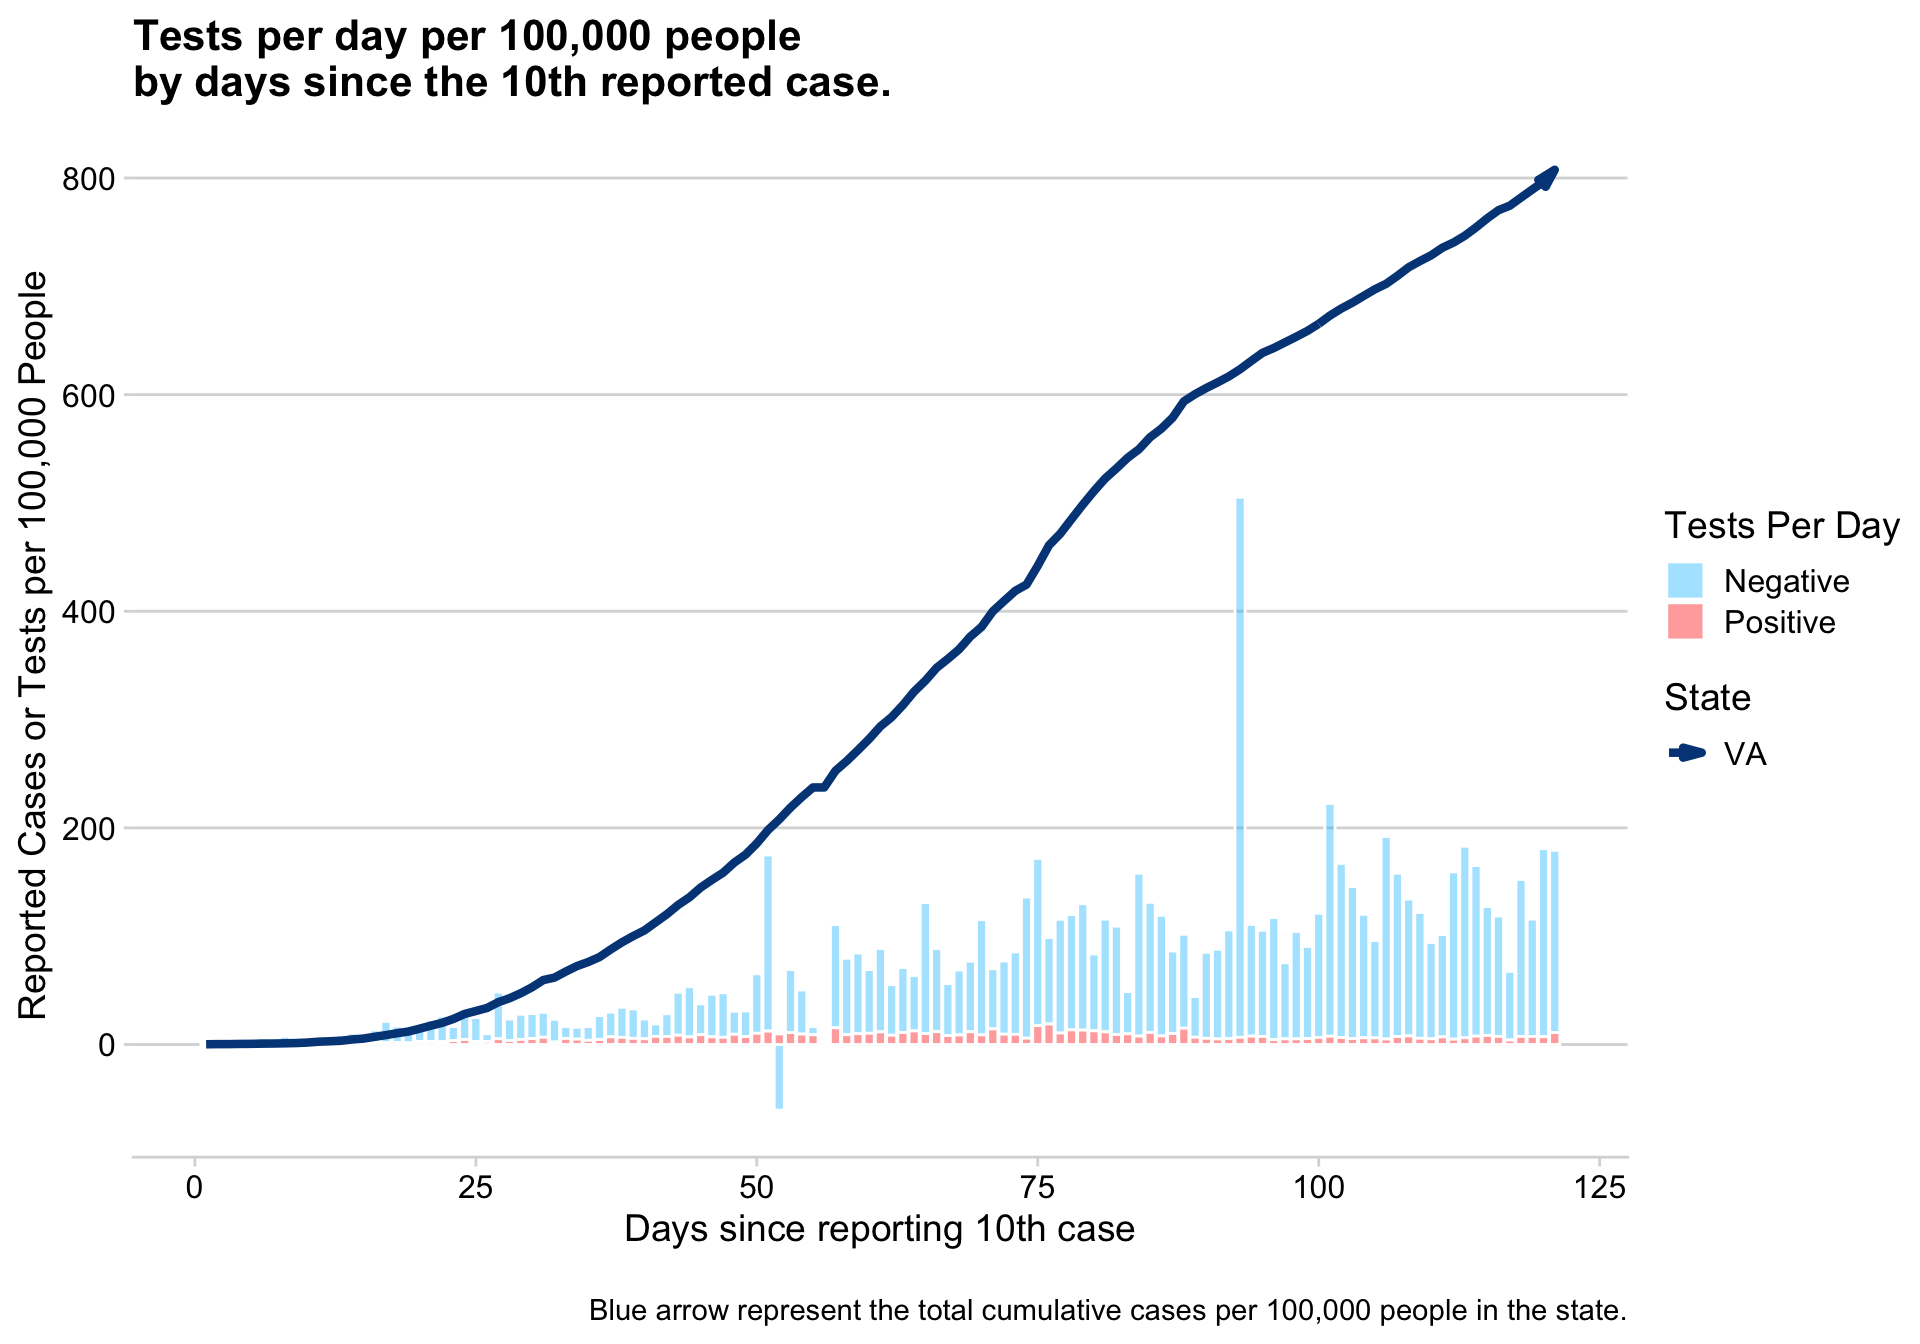 Tests per day per 100,000 people
by days since the 10th reported case.
Reported Cases or Tests per 100,000 People
800
600
400
200
0
0
25
50
75
100
125
Days since reporting 10th case
Tests Per Day
Negative
Positive
State
VA
Blue arrow represent the total cumulative cases per 100,000 people in the state.